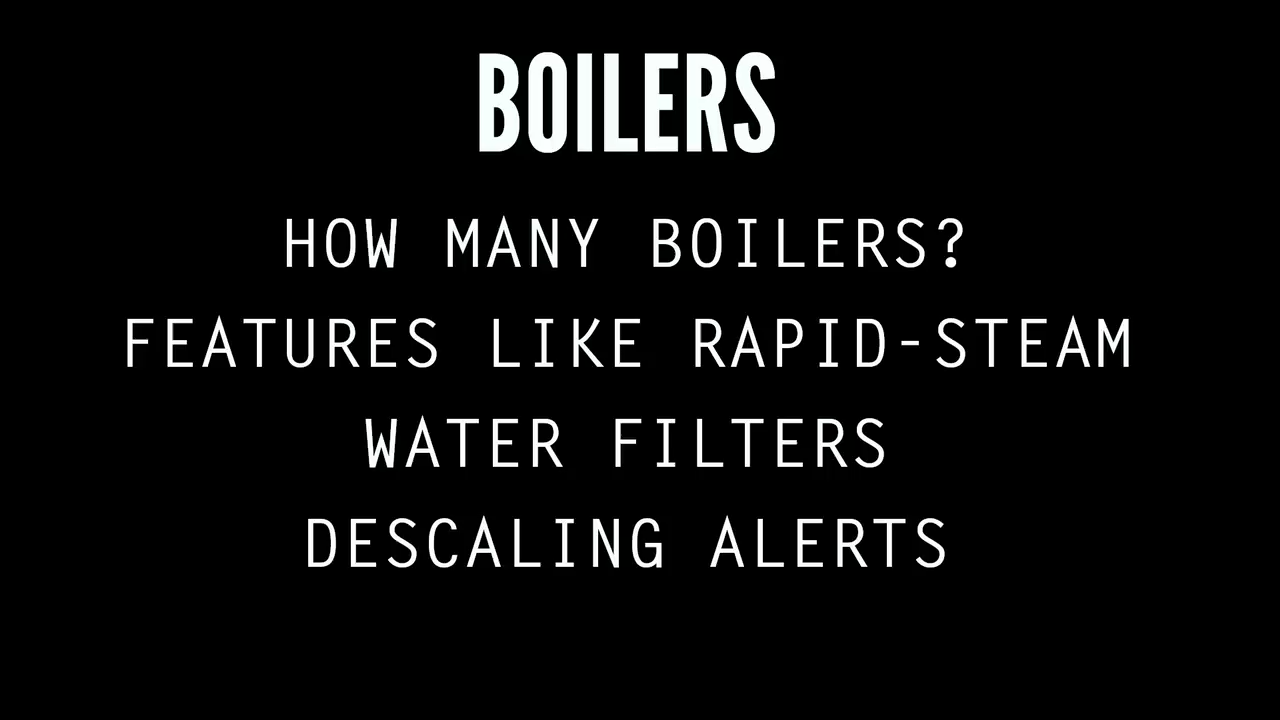 BOILERS
HOW MANY BOILERS?
FEATURES LIKE RAPID-STEAM
WATER FILTERS
DESCALING ALERTS